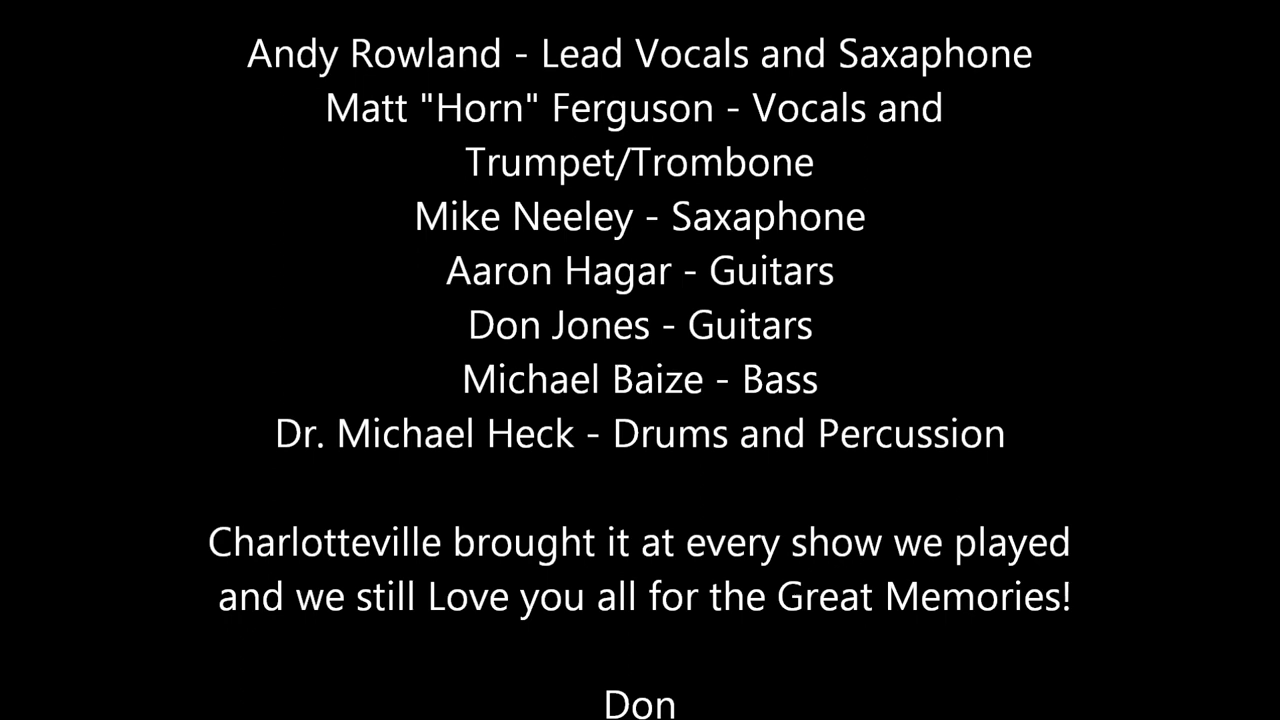 Andy Rowland - Lead Vocals and Saxaphone
Matt "Horn" Ferguson - Vocals and
Trumpet/Trombone
Mike Neeley - Saxaphone
Aaron Hagar - Guitars
Don Jones - Guitars
Michael Baize - Bass
Dr. Michael Heck - Drums and Percussion
Charlotteville brought it at every show we played
and we still Love you all for the Great Memories!
Don